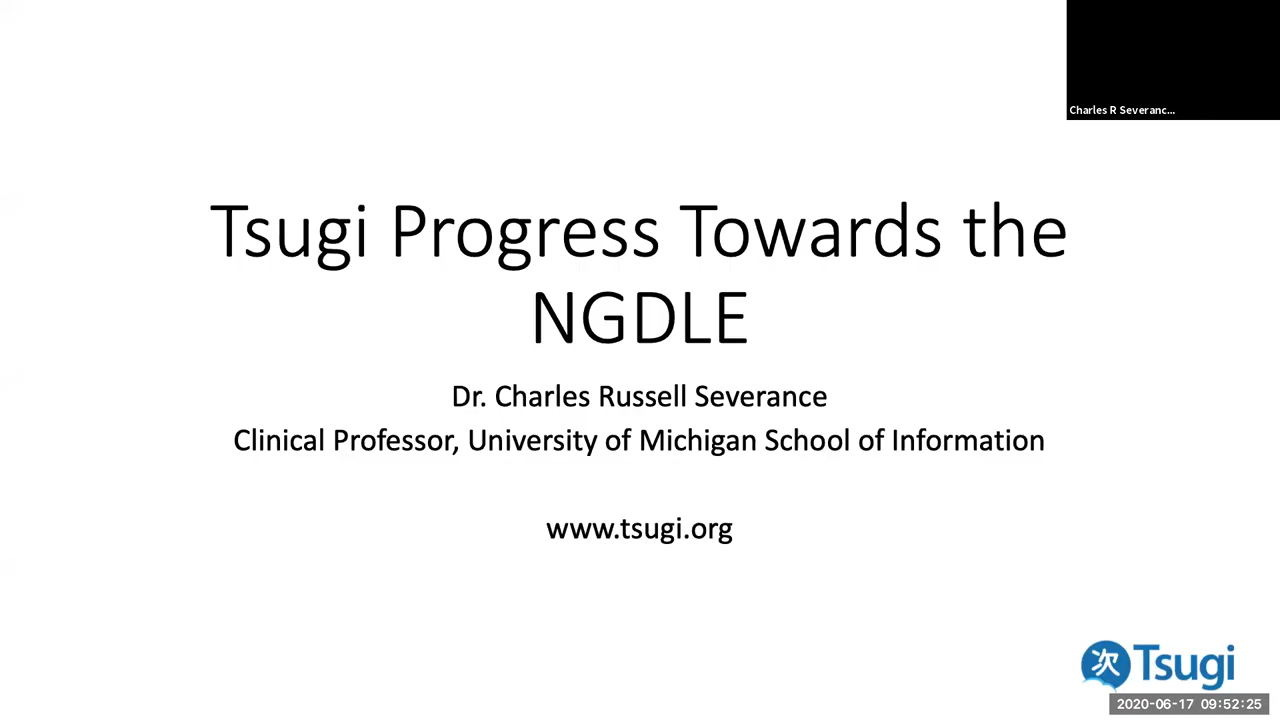 Charles R Severanc...
Tsugi Progress Towards the
NGDLE
Dr. Charles Russell Severance
Clinical Professor, University of Michigan School of Information
www.tsugi.org
次 Tsugi
2020-06-17 09:52:25